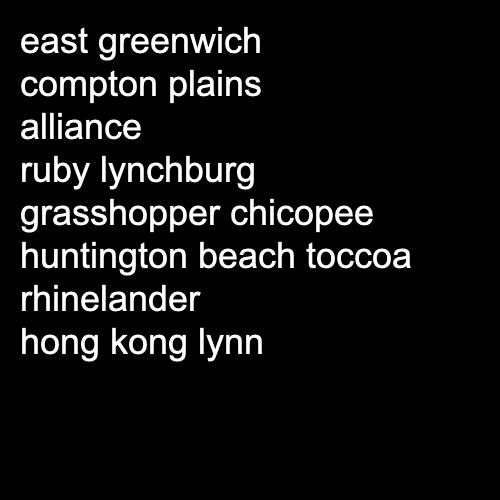 east greenwich
compton plains
alliance
ruby lynchburg
grasshopper chicopee
huntington beach toccoa
rhinelander
hong kong lynn